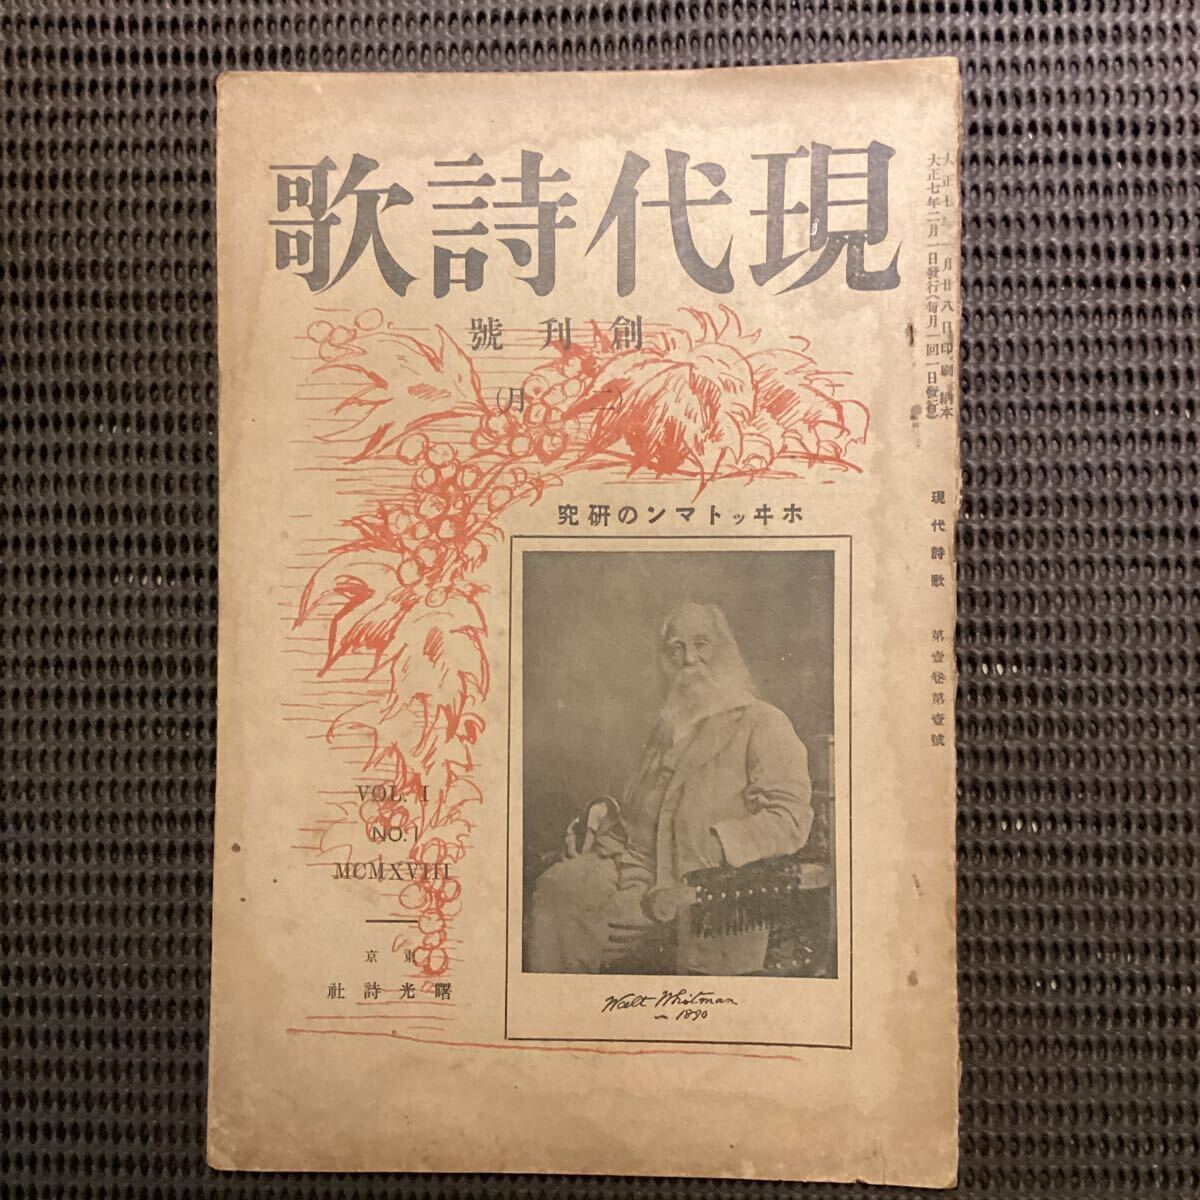 現代詩歌
創刊號
(二月)
ホヰットマンの研究
Walt Whitman
1890
VOL. I
NO. I
MCMXVIII
東京
曙光詩社
大正七年一月廿八日印刷納本
大正七年二月一日發行(毎月一回一日發行)
現代詩歌 第壹卷第壹號